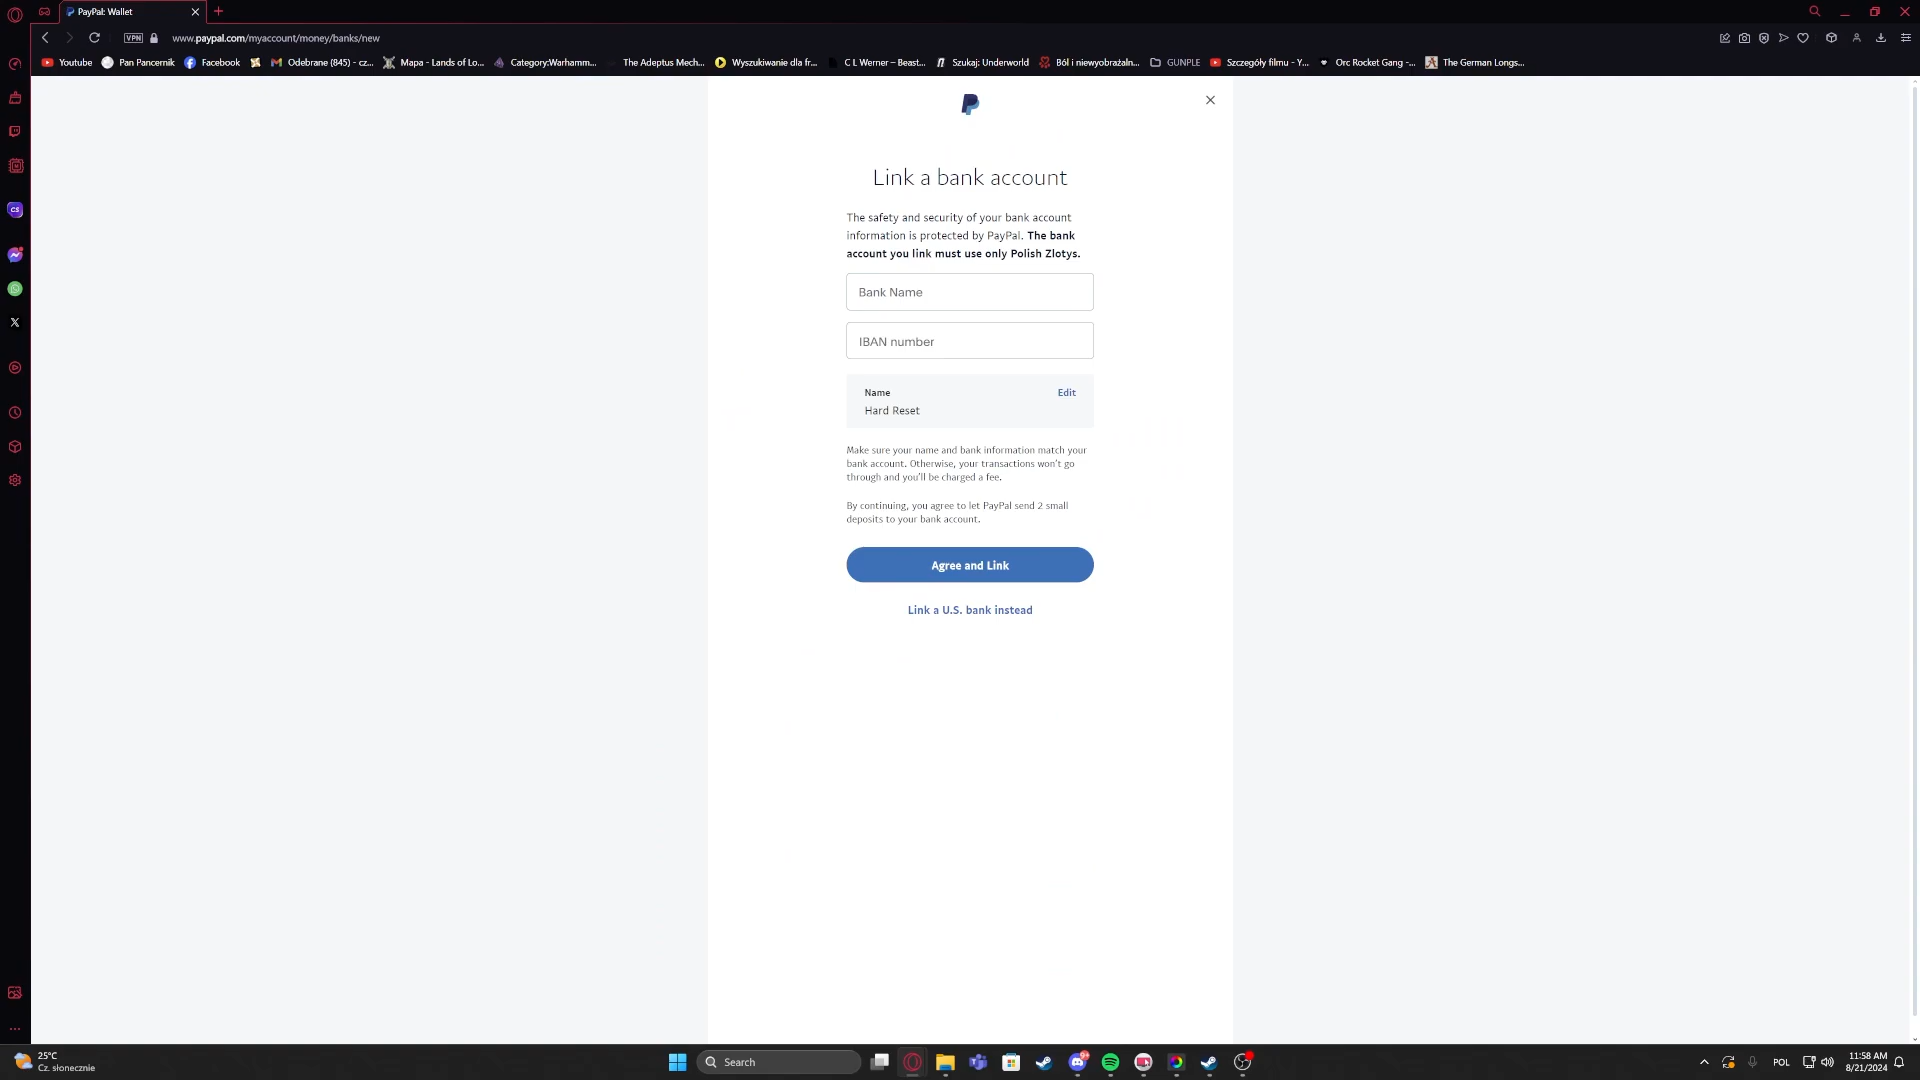 PayPal: Wallet
VPN
www.paypal.com/myaccount/money/banks/new
Youtube
Pan Pancernik
Facebook
Odebrane (845) - cz...
Mapa - Lands of Lo...
Category:Warhamm...
The Adeptus Mech...
Wyszukiwanie dla fr...
C L Werner – Beast...
Szukaj: Underworld
Ból i niewyobrażaln...
GUNPLE
Szczegóły filmu - Y...
Orc Rocket Gang -...
The German Longs...
Link a bank account
The safety and security of your bank account
information is protected by PayPal. The bank
account you link must use only Polish Zlotys.
Bank Name
IBAN number
Name
Edit
Hard Reset
Make sure your name and bank information match your
bank account. Otherwise, your transactions won't go
through and you'll be charged a fee.
By continuing, you agree to let PayPal send 2 small
deposits to your bank account.
Agree and Link
Link a U.S. bank instead
CS
25°C
Cz. słonecznie
Search
POL
11:58 AM
8/21/2024